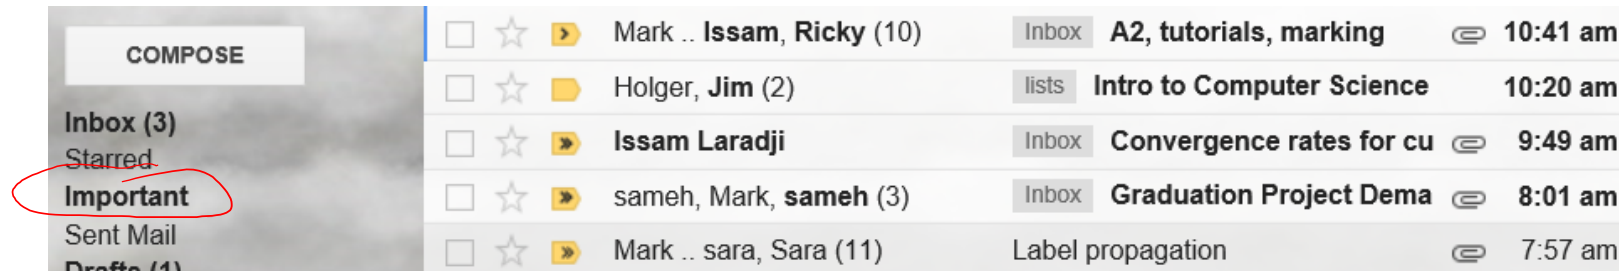 COMPOSE
Inbox (3)
Starred
Important
Sent Mail
Drafts (1)
Mark .. Issam, Ricky (10) Inbox A2, tutorials, marking 10:41 am
Holger, Jim (2) lists Intro to Computer Science 10:20 am
Issam Laradji Inbox Convergence rates for cu 9:49 am
sameh, Mark, sameh (3) Inbox Graduation Project Dema 8:01 am
Mark .. sara, Sara (11) Label propagation 7:57 am